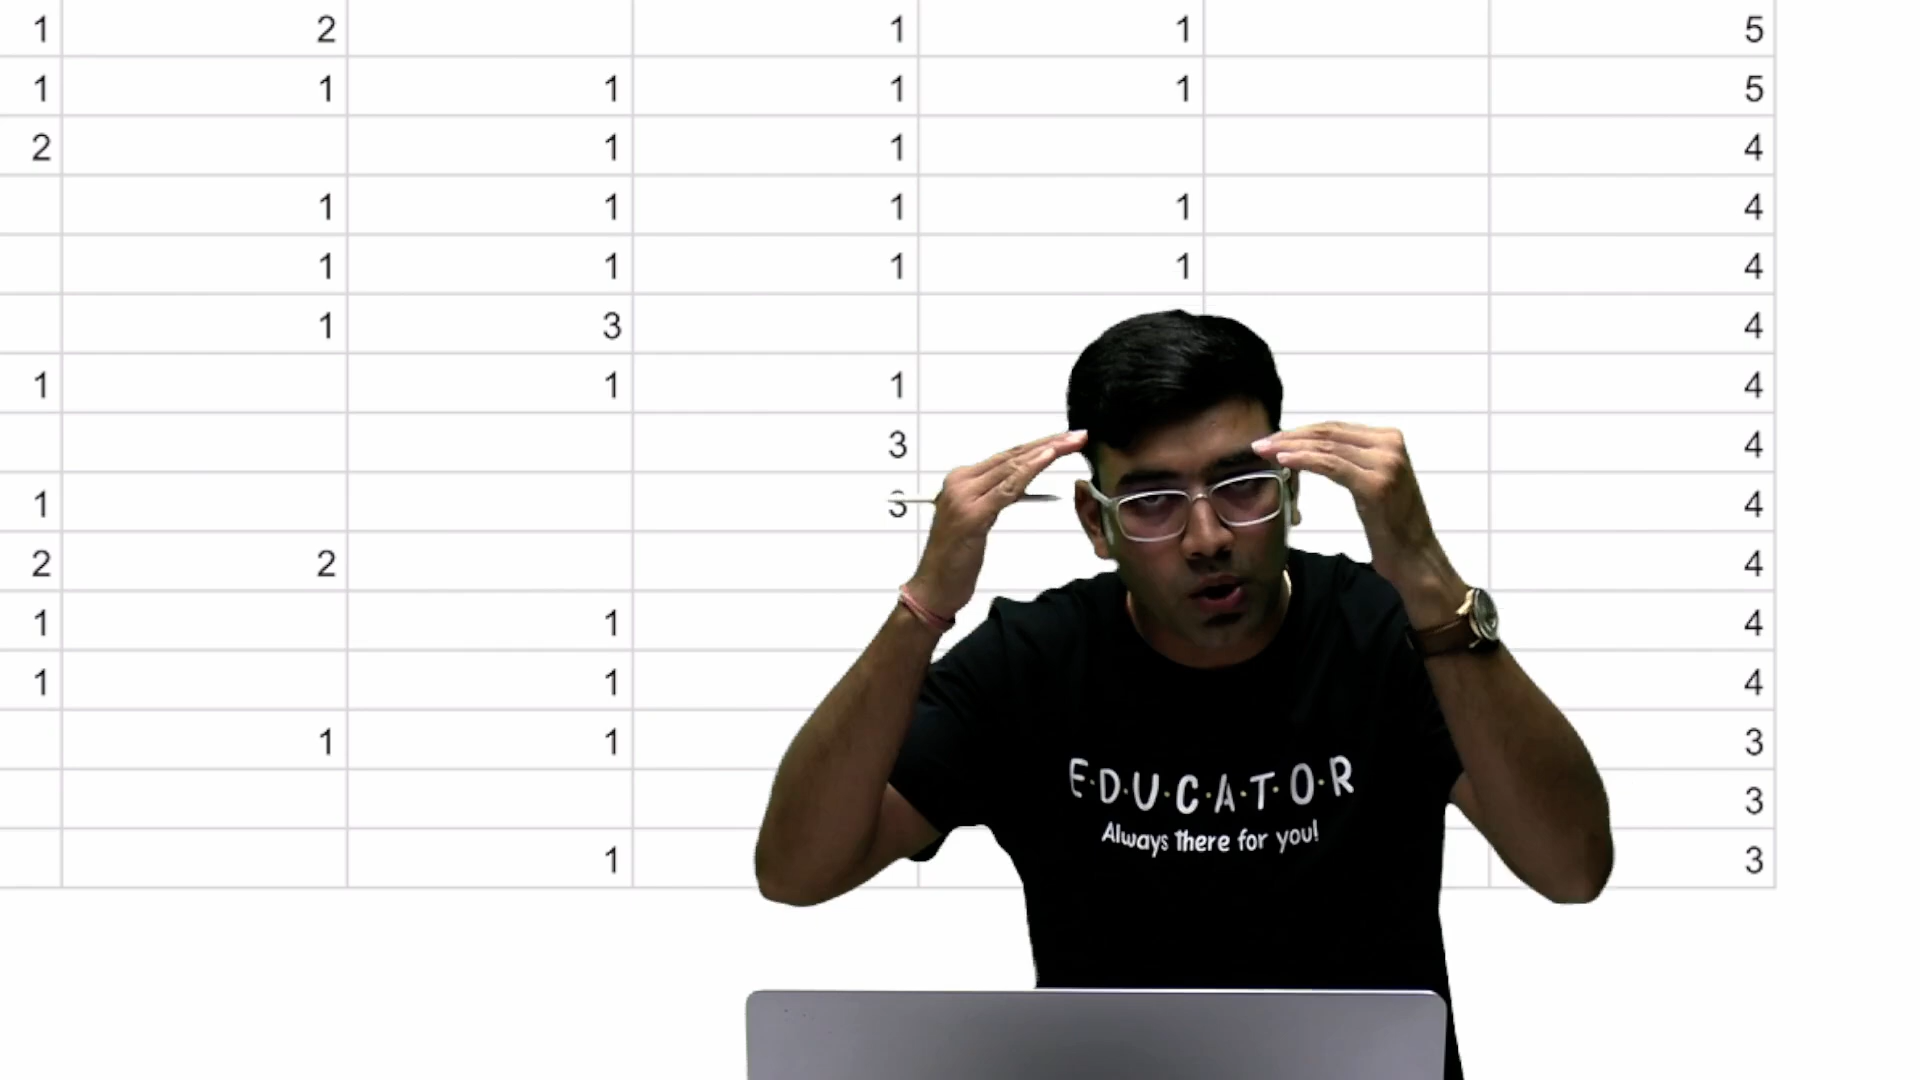 1 2 1 1 5
1 1 1 1 1 5
2 1 1 4
1 1 1 1 4
1 1 1 1 4
1 3 4
1 1 1 4
3 4
1 3 4
2 2 4
1 1 4
1 1 4
1 1 3
3
1 3
E·D·U·C·A·T·O·R
Always There for you!